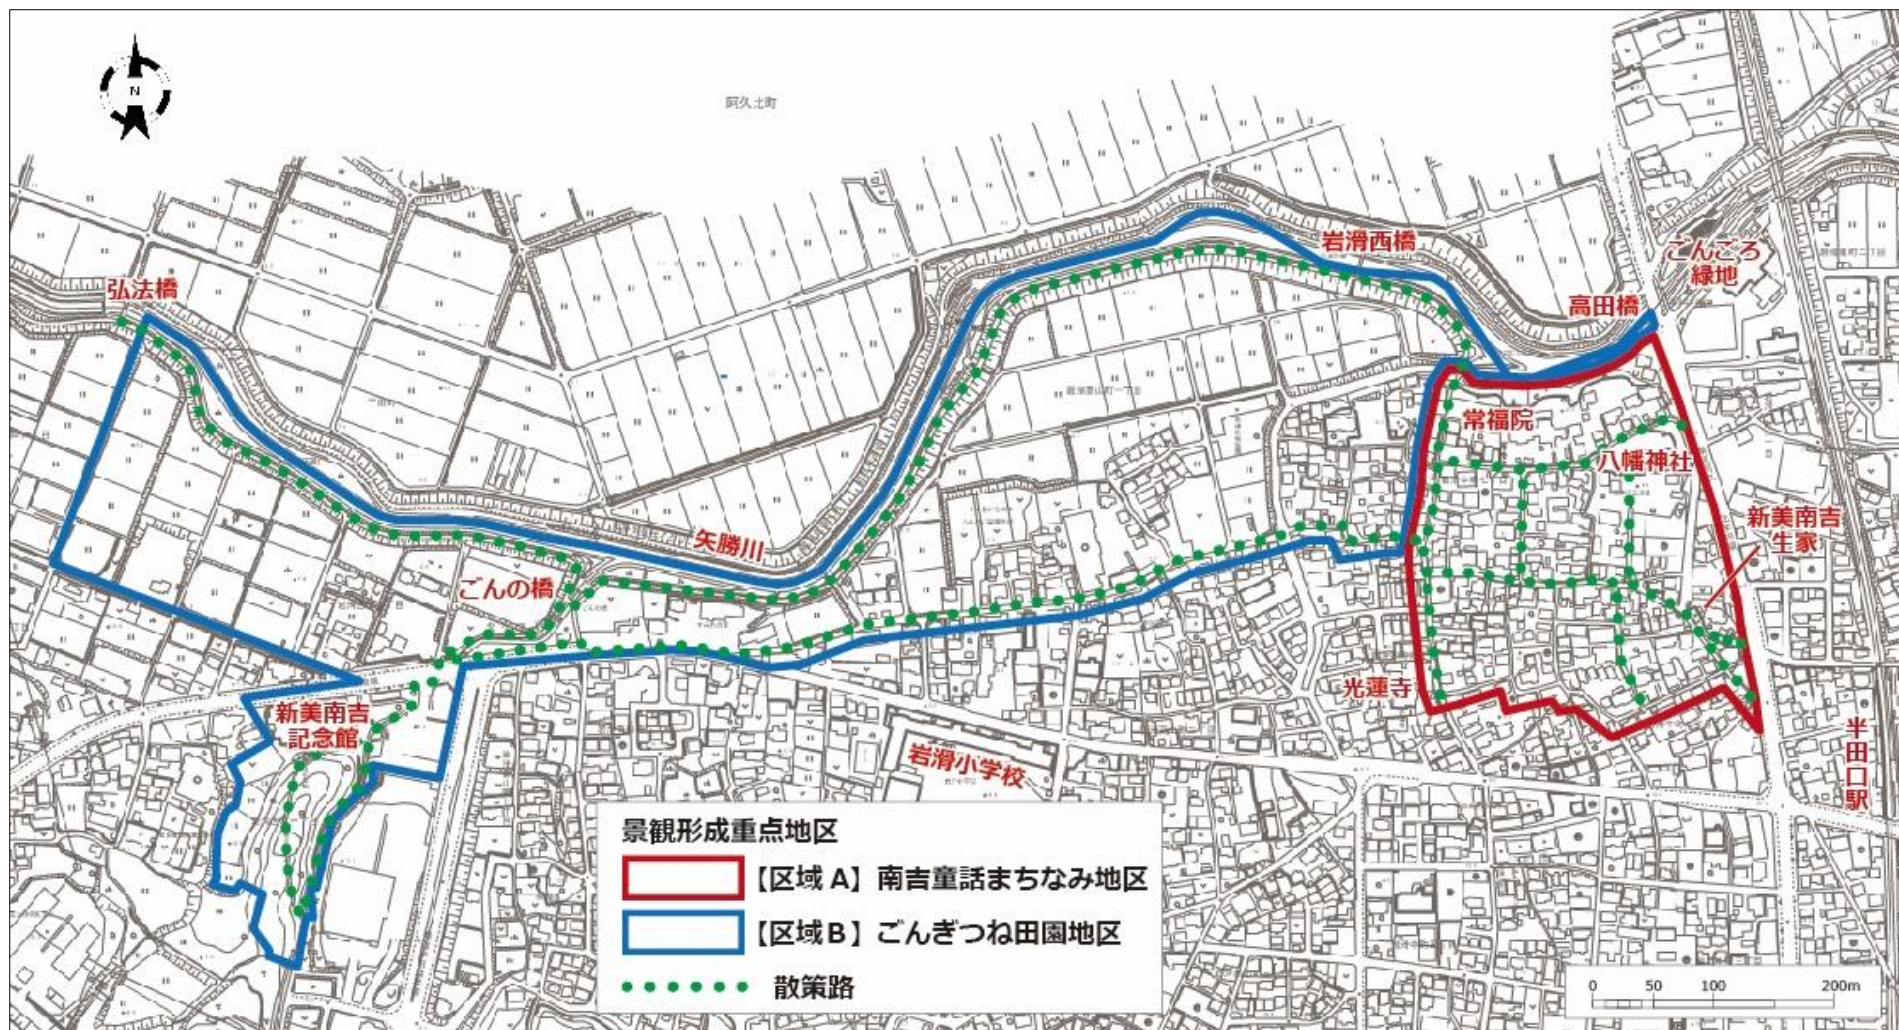 N
阿久比町
岩滑西橋
ごんごろ
緑地
弘法橋
高田橋
常福院
八幡神社
新美南吉
生家
矢勝川
ごんの橋
光蓮寺
新美南吉
記念館
半田口駅
岩滑小学校
景観形成重点地区
【区域A】南吉童話まちなみ地区
【区域B】ごんぎつね田園地区
散策路
0 50 100 200m